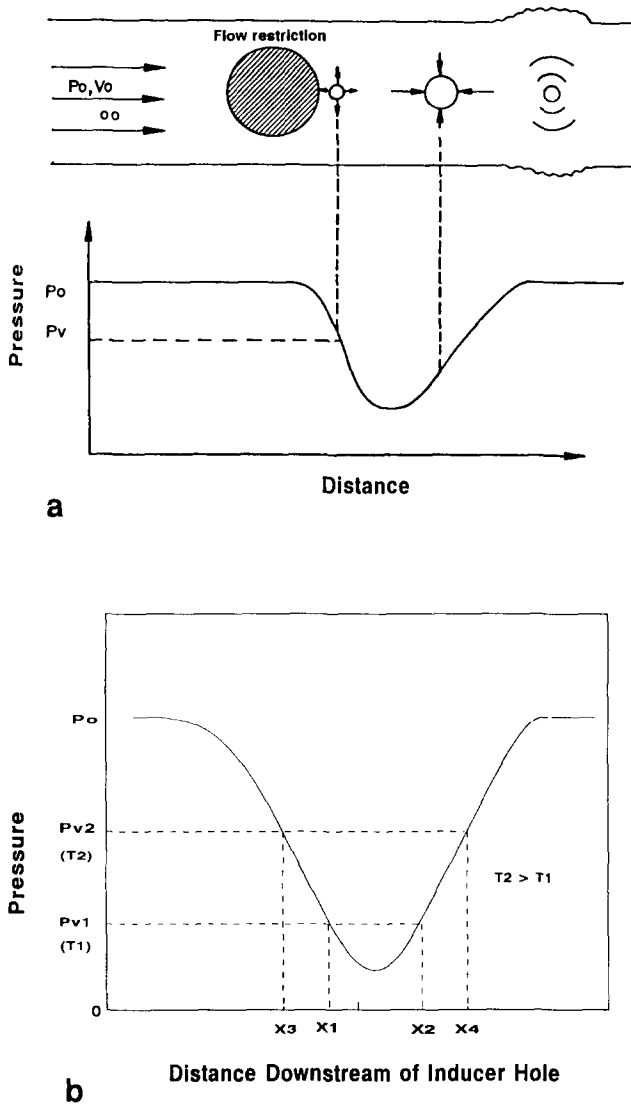 Flow restriction
Po, Vo
oo
Pressure
Po
Pv
Distance
a
Pressure
Po
Pv2
(T2)
T2 > T1
Pv1
(T1)
0
X3 X1 X2 X4
Distance Downstream of Inducer Hole
b